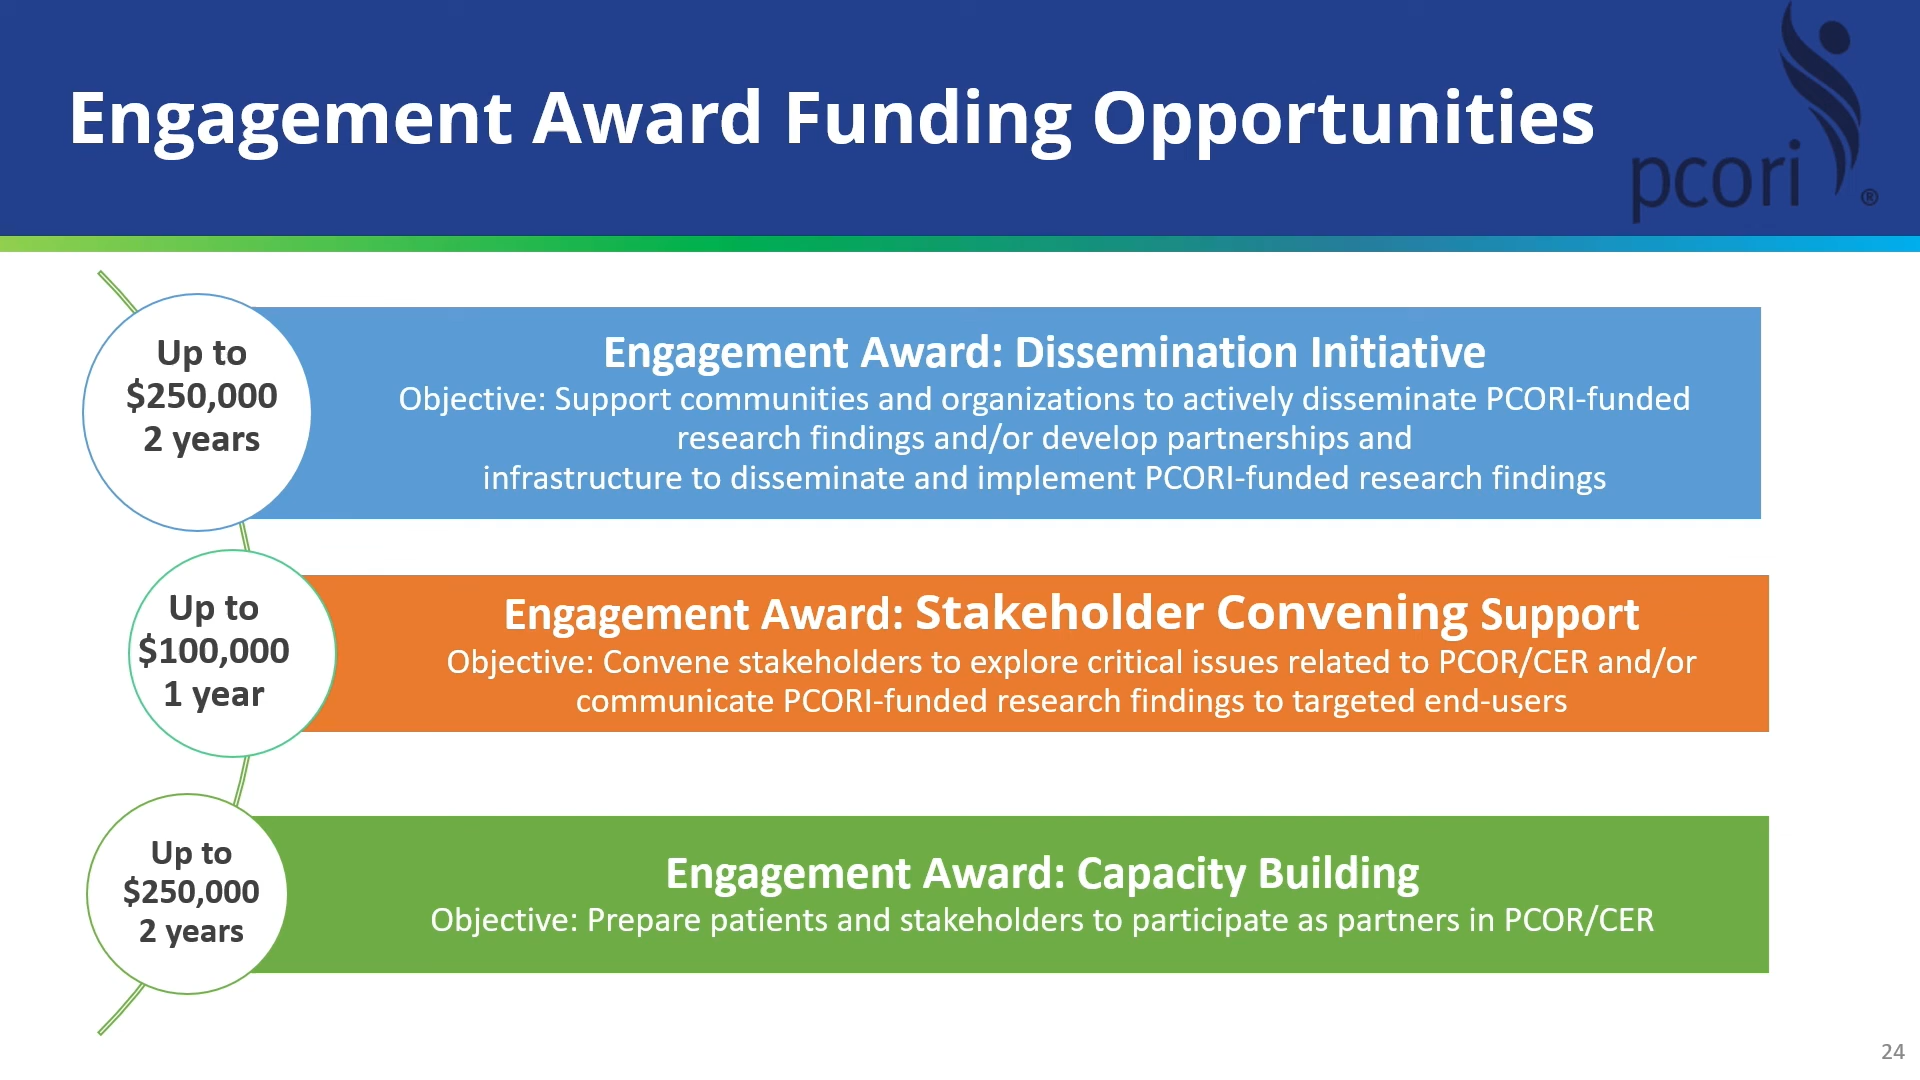 Engagement Award Funding Opportunities
pcori
®
Up to
$250,000
2 years
Engagement Award: Dissemination Initiative
Objective: Support communities and organizations to actively disseminate PCORI-funded
research findings and/or develop partnerships and
infrastructure to disseminate and implement PCORI-funded research findings
Up to
$100,000
1 year
Engagement Award: Stakeholder Convening Support
Objective: Convene stakeholders to explore critical issues related to PCOR/CER and/or
communicate PCORI-funded research findings to targeted end-users
Up to
$250,000
2 years
Engagement Award: Capacity Building
Objective: Prepare patients and stakeholders to participate as partners in PCOR/CER
24